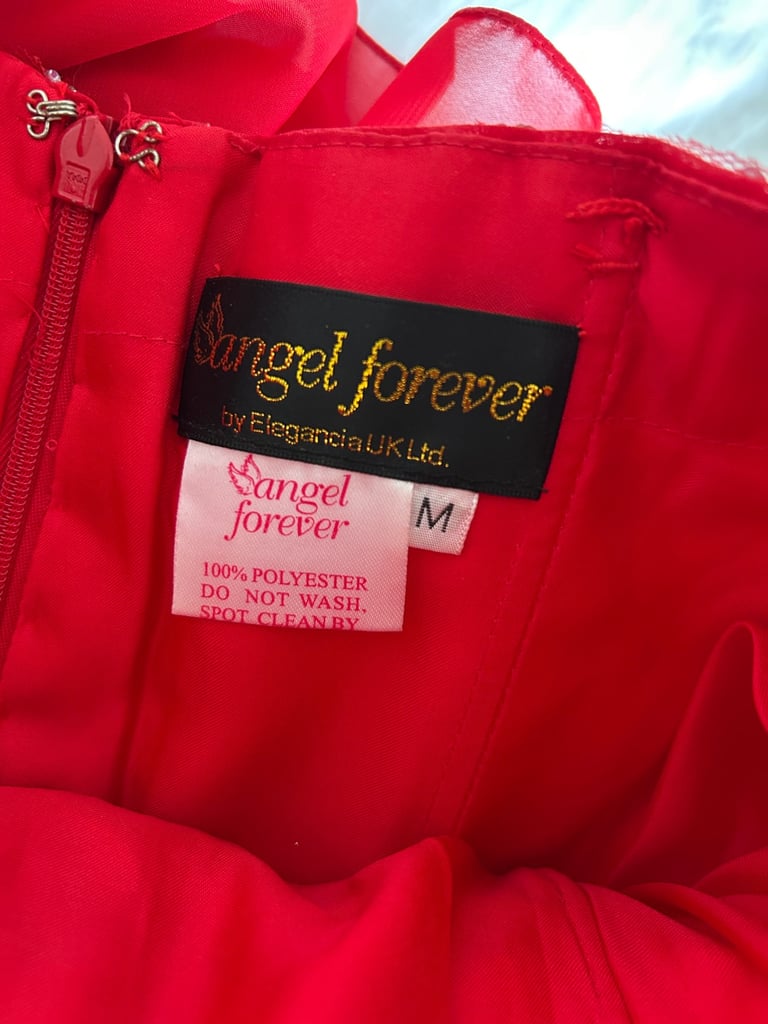 angel forever
by Elegancia UK Ltd.
angel
forever
M
100% POLYESTER
DO NOT WASH,
SPOT CLEAN BY